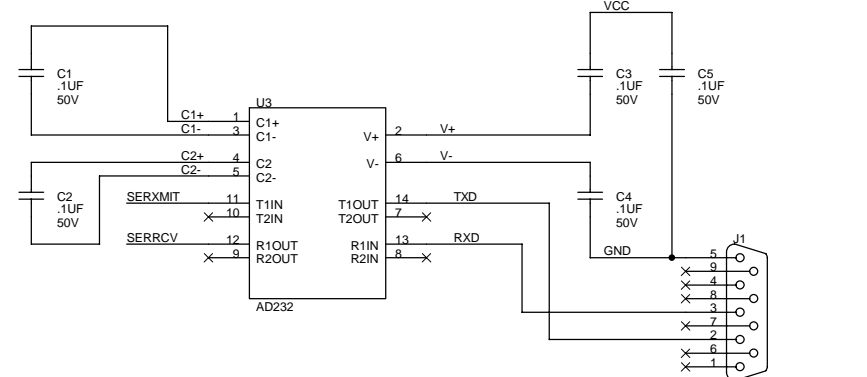 VCC
C1
.1UF
50V
C3
.1UF
50V
C5
.1UF
50V
U3
C1+ 1 C1+
C1- 3 C1-
V+ 2 V+
C2+ 4 C2
C2- 5 C2-
V- 6 V-
C2
.1UF
50V
SERXMIT 11 T1IN
10 T2IN
T1OUT 14 TXD
T2OUT 7
C4
.1UF
50V
SERRCV 12 R1OUT
9 R2OUT
R1IN 13 RXD
R2IN 8
GND
AD232
J1
5
9
4
8
3
7
2
6
1